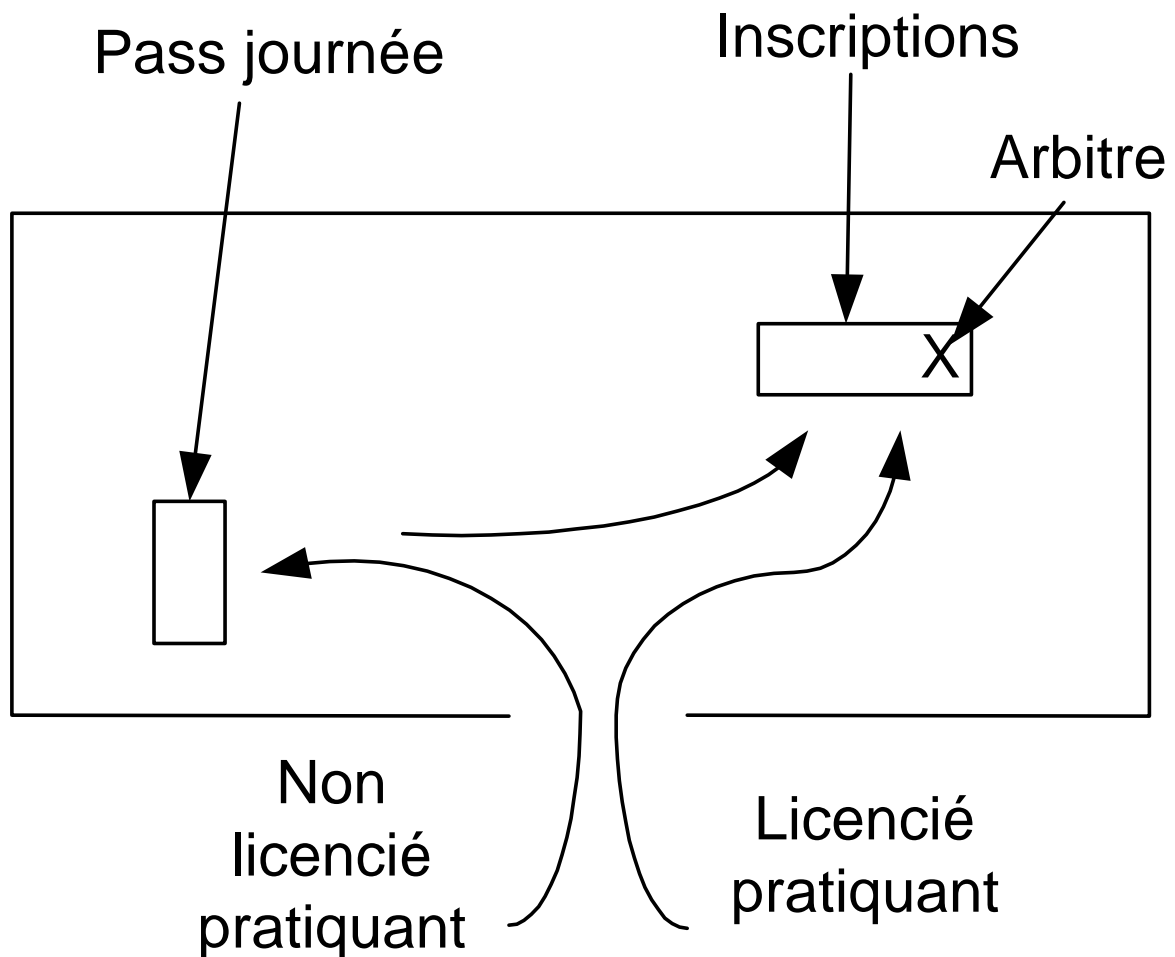 Inscriptions
Pass journée
Arbitre
X
Non
licencié
pratiquant
Licencié
pratiquant